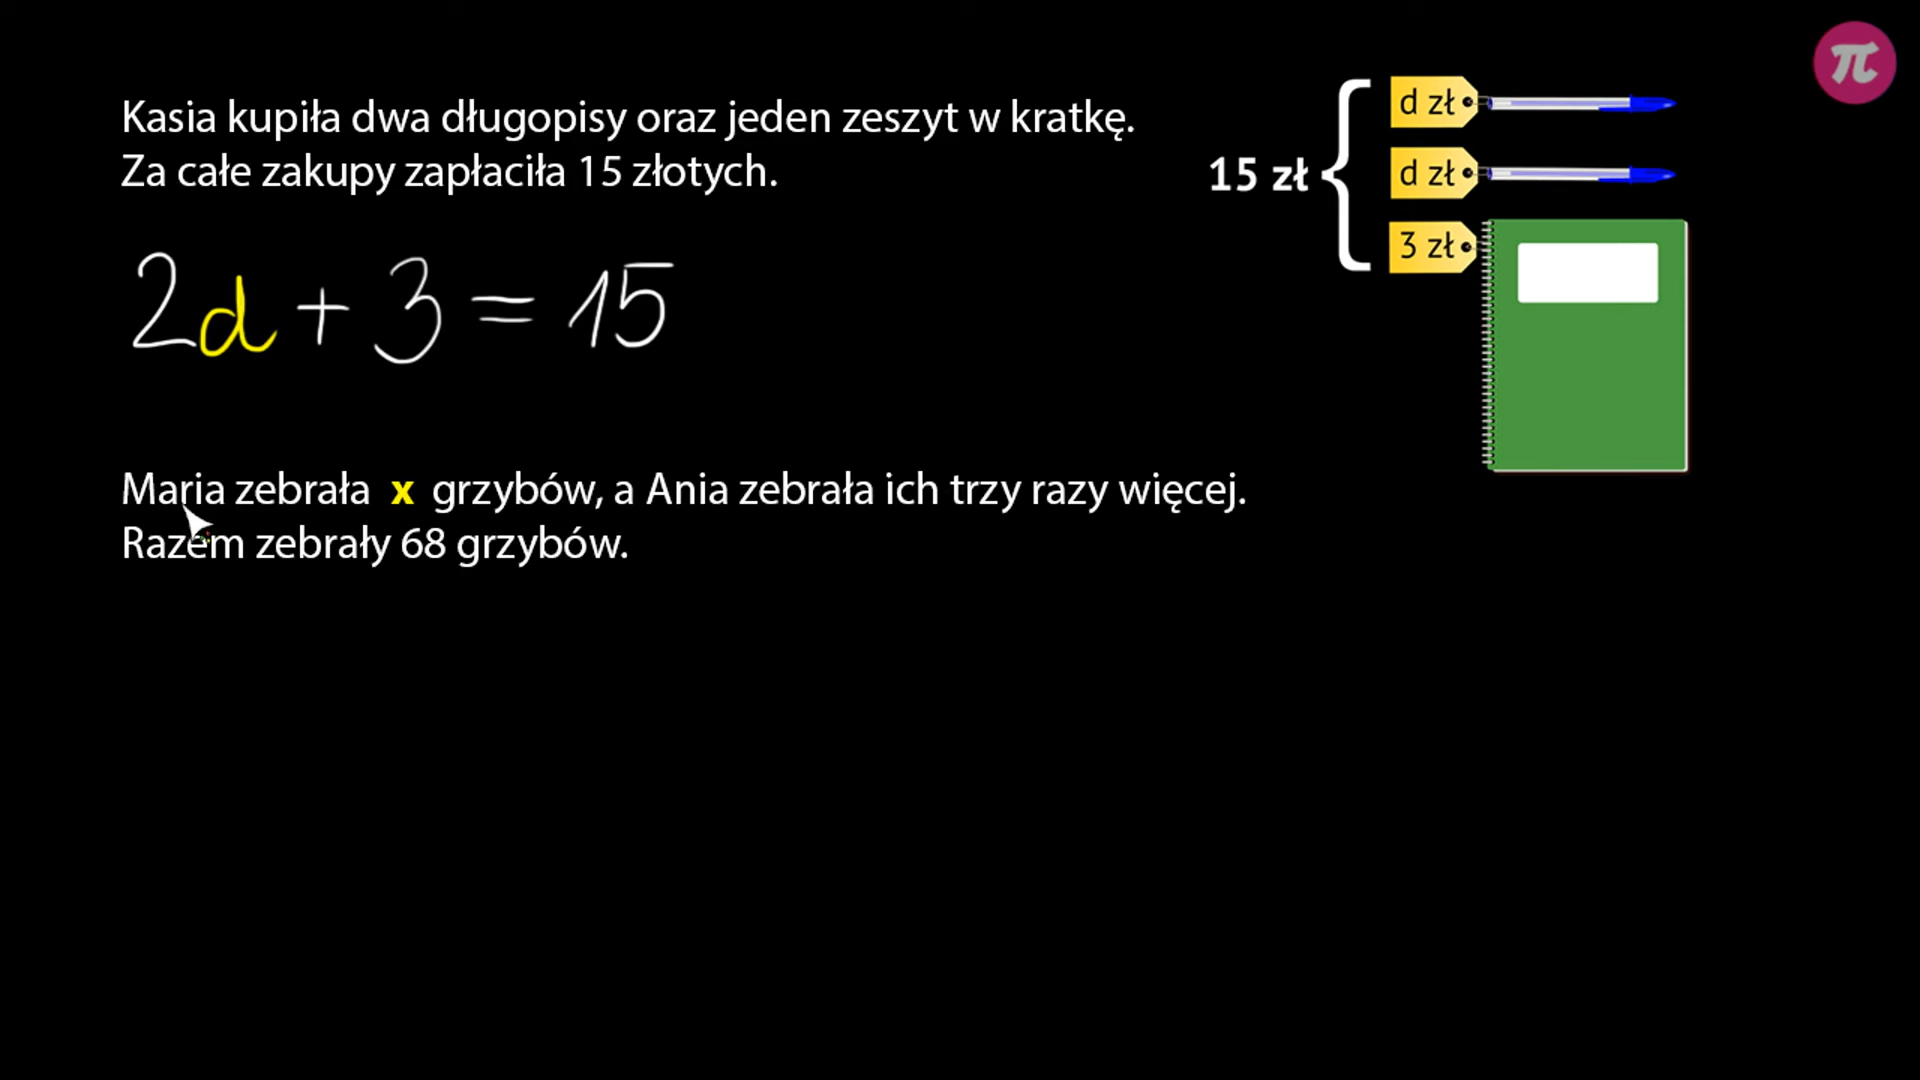 Kasia kupiła dwa długopisy oraz jeden zeszyt w kratkę.
Za całe zakupy zapłaciła 15 złotych.
15 zł
d zł
d zł
3 zł
2d + 3 = 15
Maria zebrała x grzybów, a Ania zebrała ich trzy razy więcej.
Razem zebrały 68 grzybów.
π